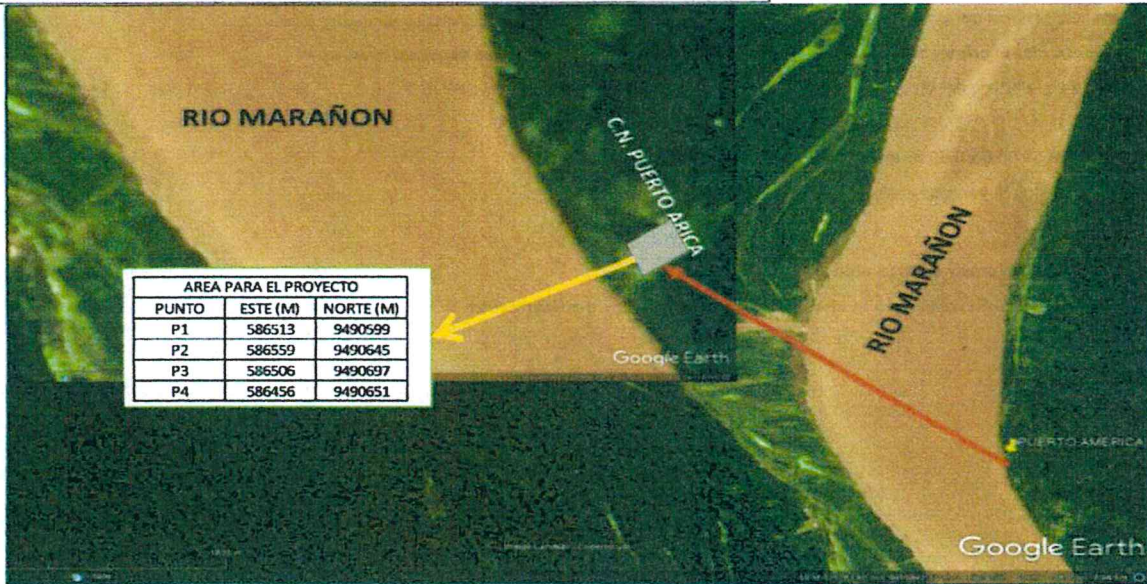 RIO MARAÑON
C.N. PUERTO ARICA
AREA PARA EL PROYECTO
PUNTO ESTE (M) NORTE (M)
P1 586513 9490599
P2 586559 9490645
P3 586506 9490697
P4 586456 9490651
Google Earth
RIO MARAÑON
PUERTO AMERICA
Google Earth